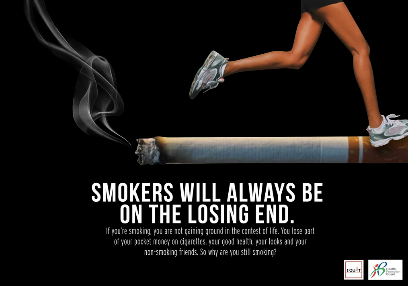 SMOKERS WILL ALWAYS BE
ON THE LOSING END.
If you're smoking, you are not gaining ground in the contest of life. You lose part
of your pocket money on cigarettes, your good health, your looks and your
non-smoking friends. So why are you still smoking?